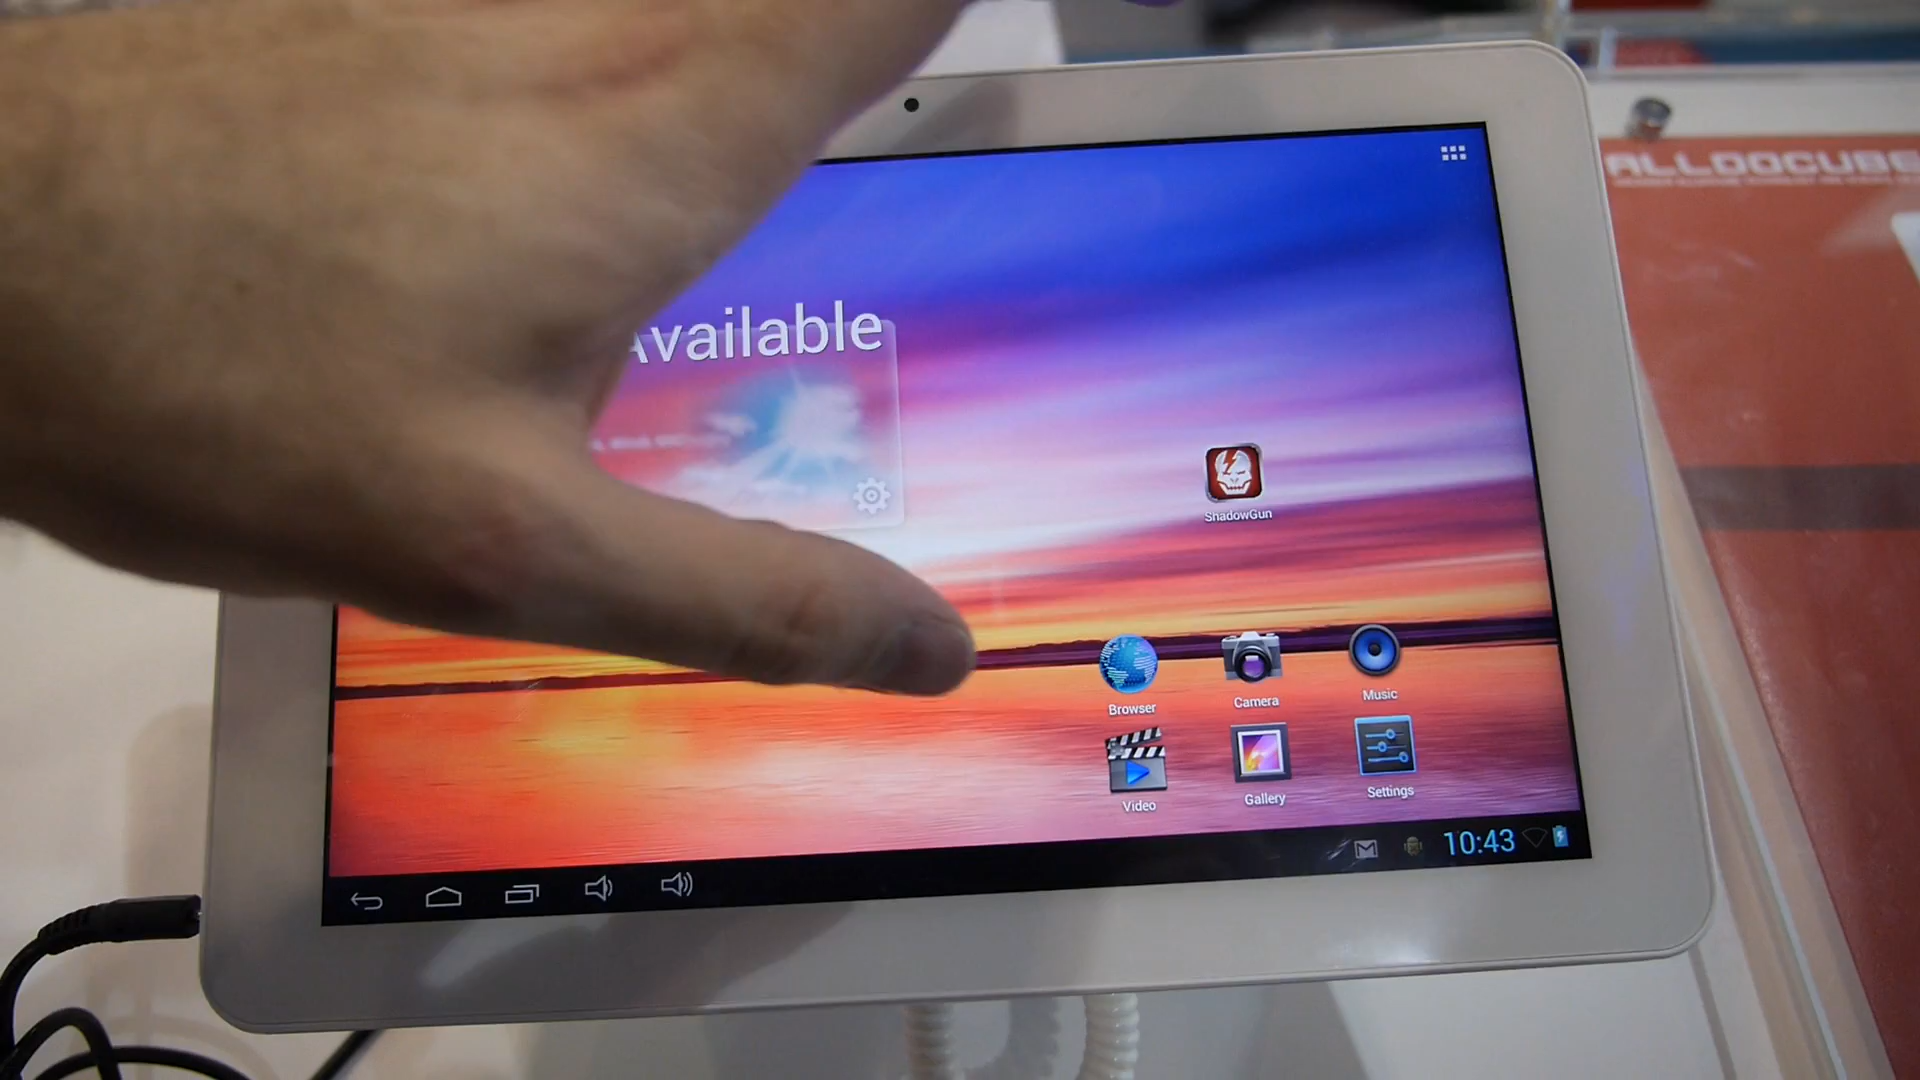 ALLDOCUBE
Available
ShadowGun
Browser
Camera
Music
Video
Gallery
Settings
10:43